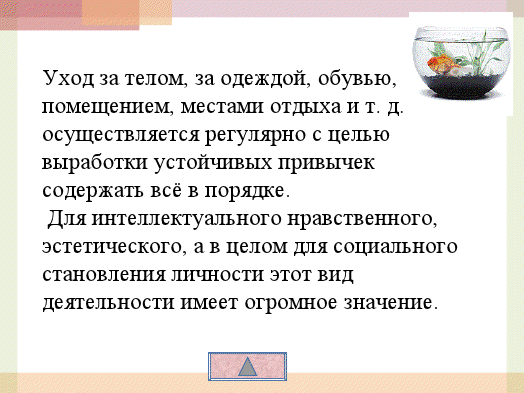 Уход за телом, за одеждой, обувью,
помещением, местами отдыха и т. д.
осуществляется регулярно с целью
выработки устойчивых привычек
содержать всё в порядке.
Для интеллектуального нравственного,
эстетического, а в целом для социального
становления личности этот вид
деятельности имеет огромное значение.